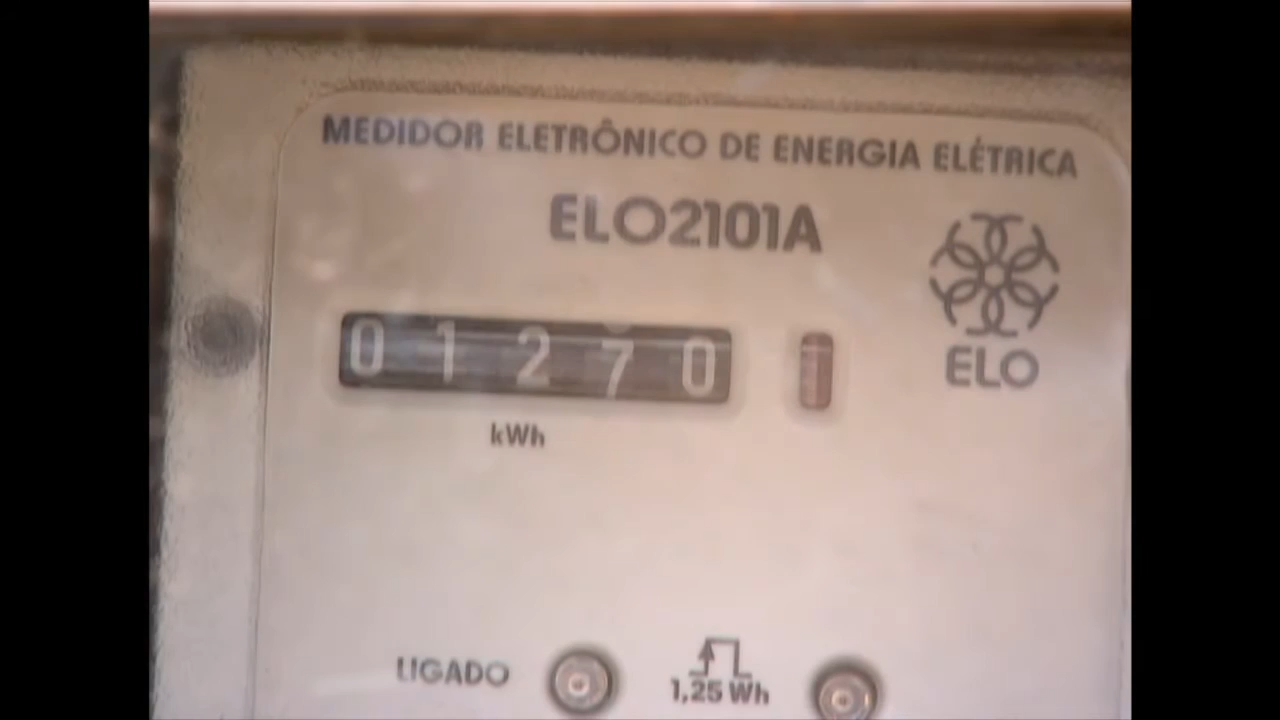 MEDIDOR ELETRÔNICO DE ENERGIA ELÉTRICA
ELO2101A
ELO
01270
kWh
LIGADO
1,25 Wh